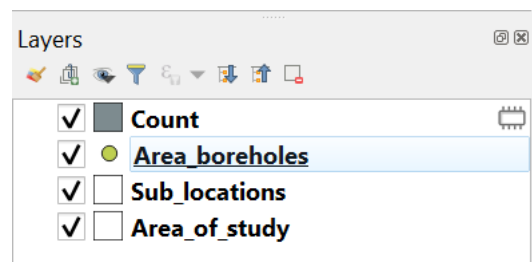 Layers
Count
Area_boreholes
Sub_locations
Area_of_study